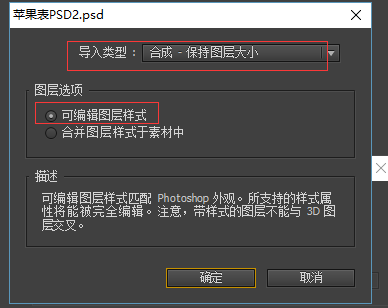 苹果表PSD2.psd
导入类型： 合成 - 保持图层大小
图层选项
可编辑图层样式
合并图层样式于素材中
描述
可编辑图层样式匹配 Photoshop 外观。所支持的样式属
性将能被完全编辑。注意，带样式的图层不能与 3D 图
层交叉。
确定 取消